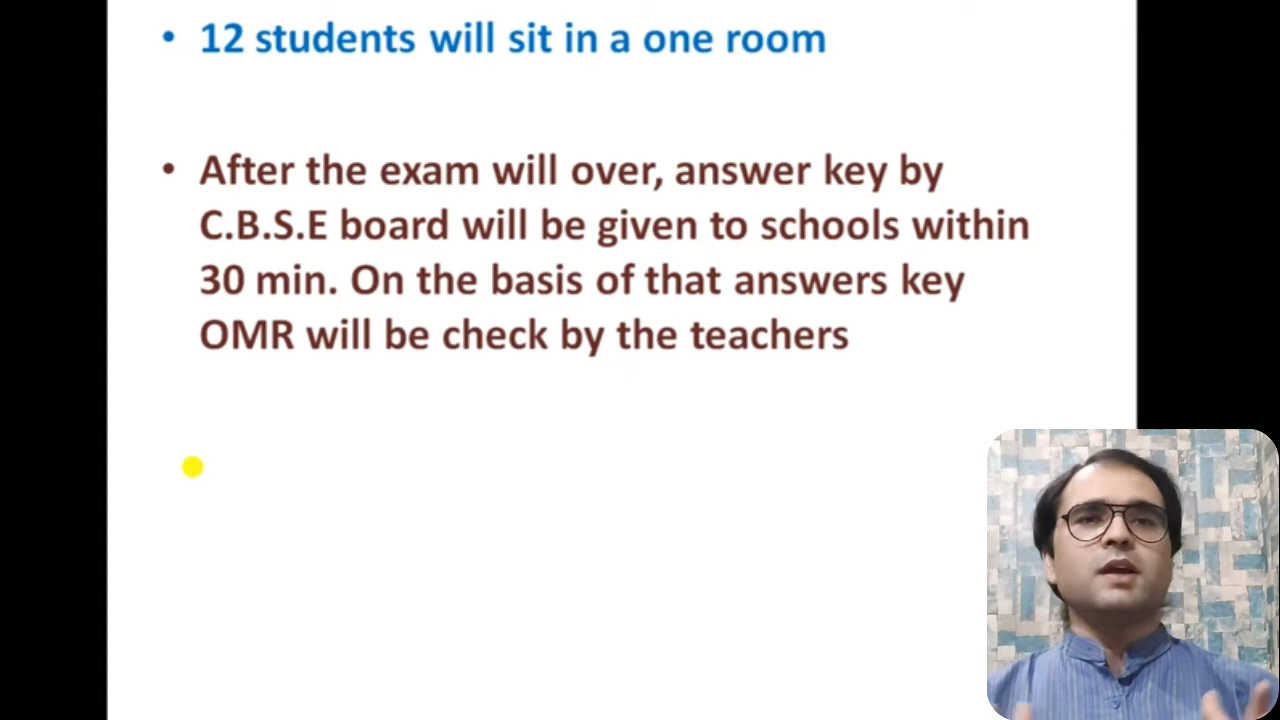 • 12 students will sit in a one room
• After the exam will over, answer key by
C.B.S.E board will be given to schools within
30 min. On the basis of that answers key
OMR will be check by the teachers